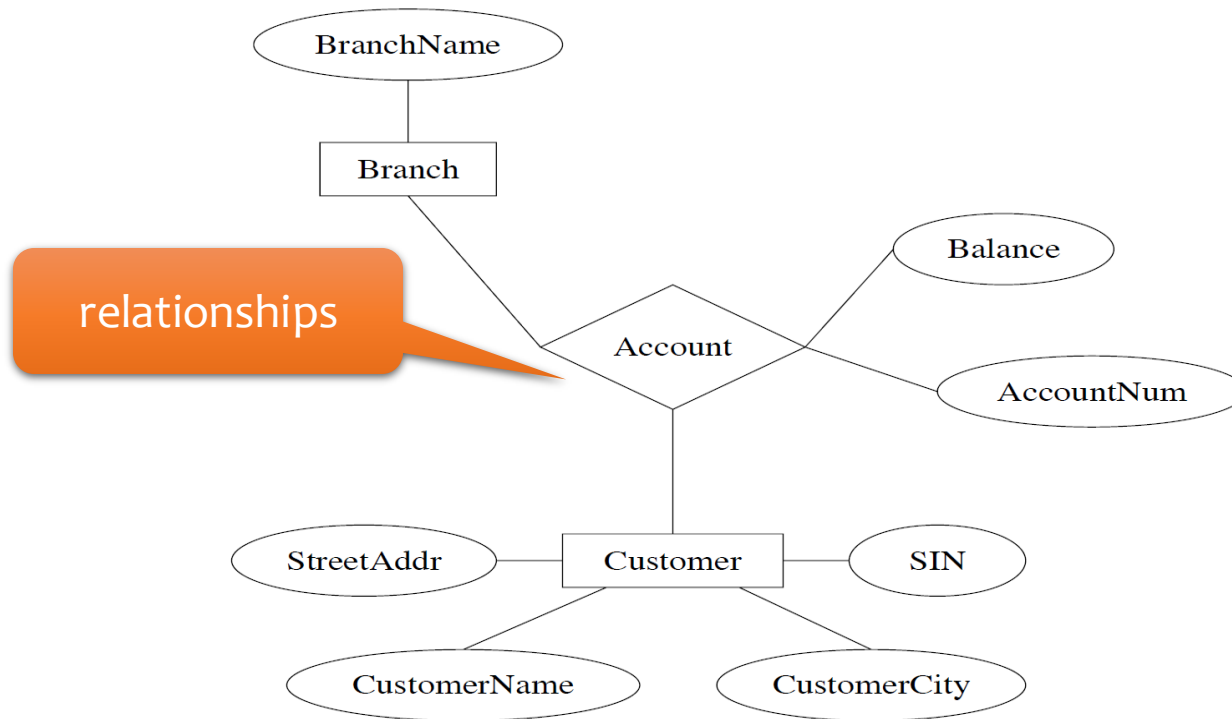 BranchName
Branch
Balance
relationships
Account
AccountNum
StreetAddr
Customer
SIN
CustomerName
CustomerCity